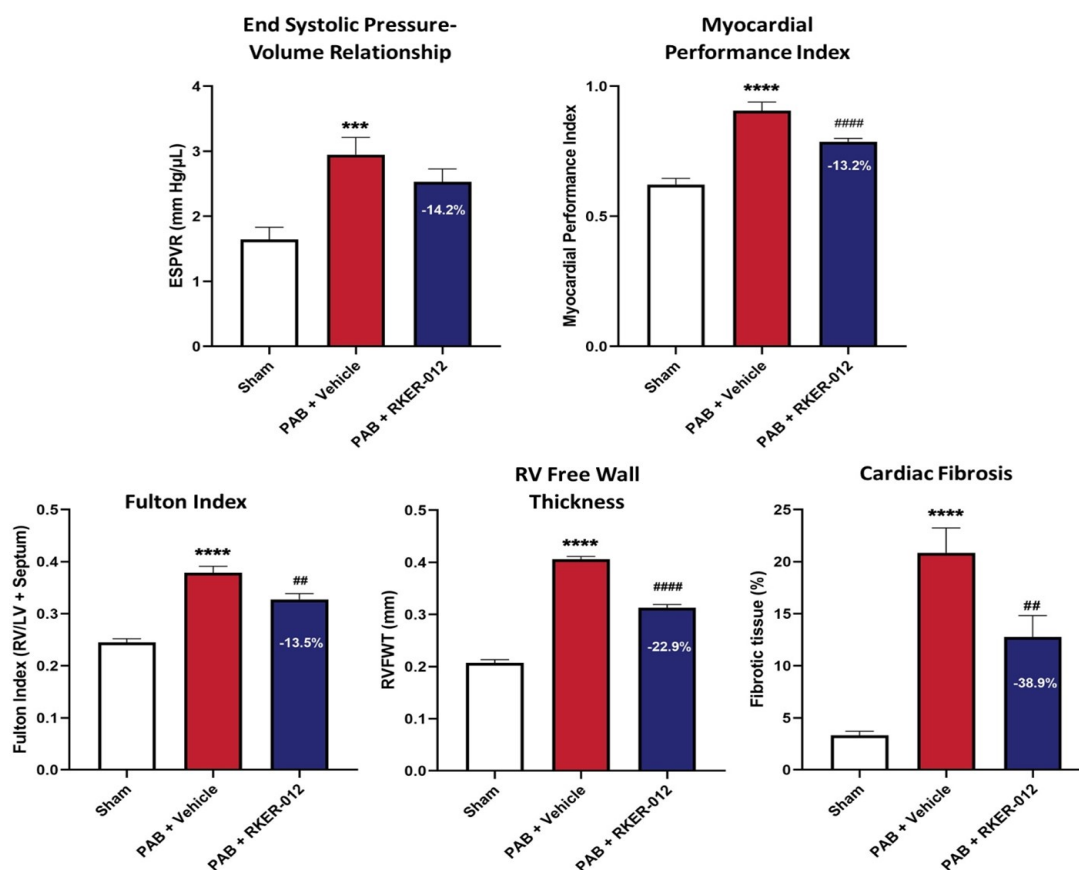 End Systolic Pressure-
Volume Relationship
ESPVR (mm Hg/µL)
4
3
2
1
0
***
-14.2%
Sham
PAB + Vehicle
PAB + RKER-012
Myocardial
Performance Index
Myocardial Performance Index
1.0
0.5
0.0
****
####
-13.2%
Sham
PAB + Vehicle
PAB + RKER-012
Fulton Index
Fulton Index (RV/LV + Septum)
0.5
0.4
0.3
0.2
0.1
0.0
****
##
-13.5%
Sham
PAB + Vehicle
PAB + RKER-012
RV Free Wall
Thickness
RVFWT (mm)
0.5
0.4
0.3
0.2
0.1
0.0
****
####
-22.9%
Sham
PAB + Vehicle
PAB + RKER-012
Cardiac Fibrosis
Fibrotic tissue (%)
25
20
15
10
5
0
****
##
-38.9%
Sham
PAB + Vehicle
PAB + RKER-012